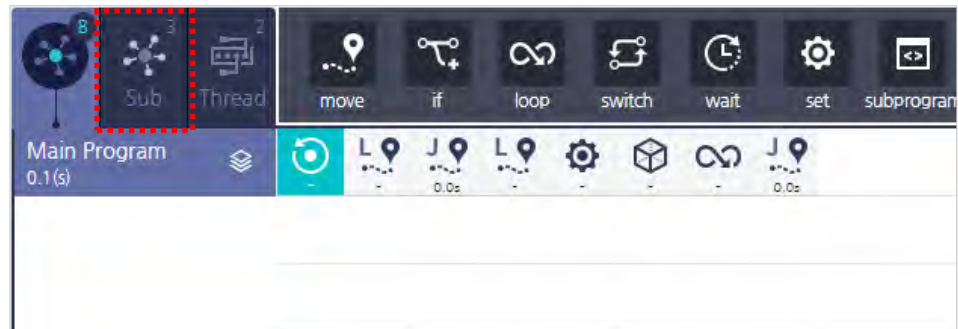 8
3
2
Sub
Thread
move
if
loop
switch
wait
set
subprogram
Main Program
0.1(s)
-
L
-
J
0.0s
L
-
-
-
-
J
0.0s